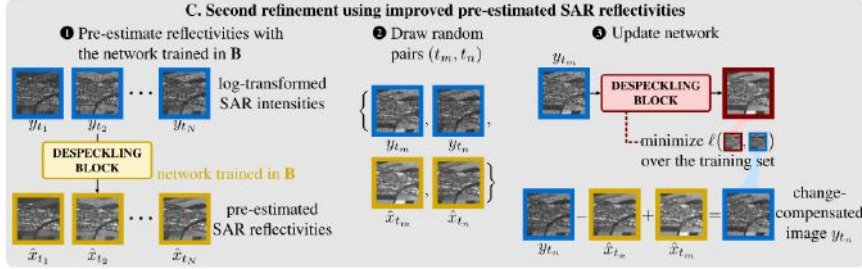 C. Second refinement using improved pre-estimated SAR reflectivities
❶ Pre-estimate reflectivities with
the network trained in B
log-transformed
SAR intensities
y_{t_1} y_{t_2} y_{t_N}
DESPECKLING
BLOCK
network trained in B
pre-estimated
SAR reflectivities
x̂_{t_1} x̂_{t_2} x̂_{t_N}
❷ Draw random
pairs (t_m, t_n)
{ , ,
y_{t_m} y_{t_n}
, }
x̂_{t_m} x̂_{t_n}
❸ Update network
y_{t_m}
DESPECKLING
BLOCK
minimize ℓ( , )
over the training set
− + =
y_{t_n} x̂_{t_n} x̂_{t_m}
change-
compensated
image y_{t_n}